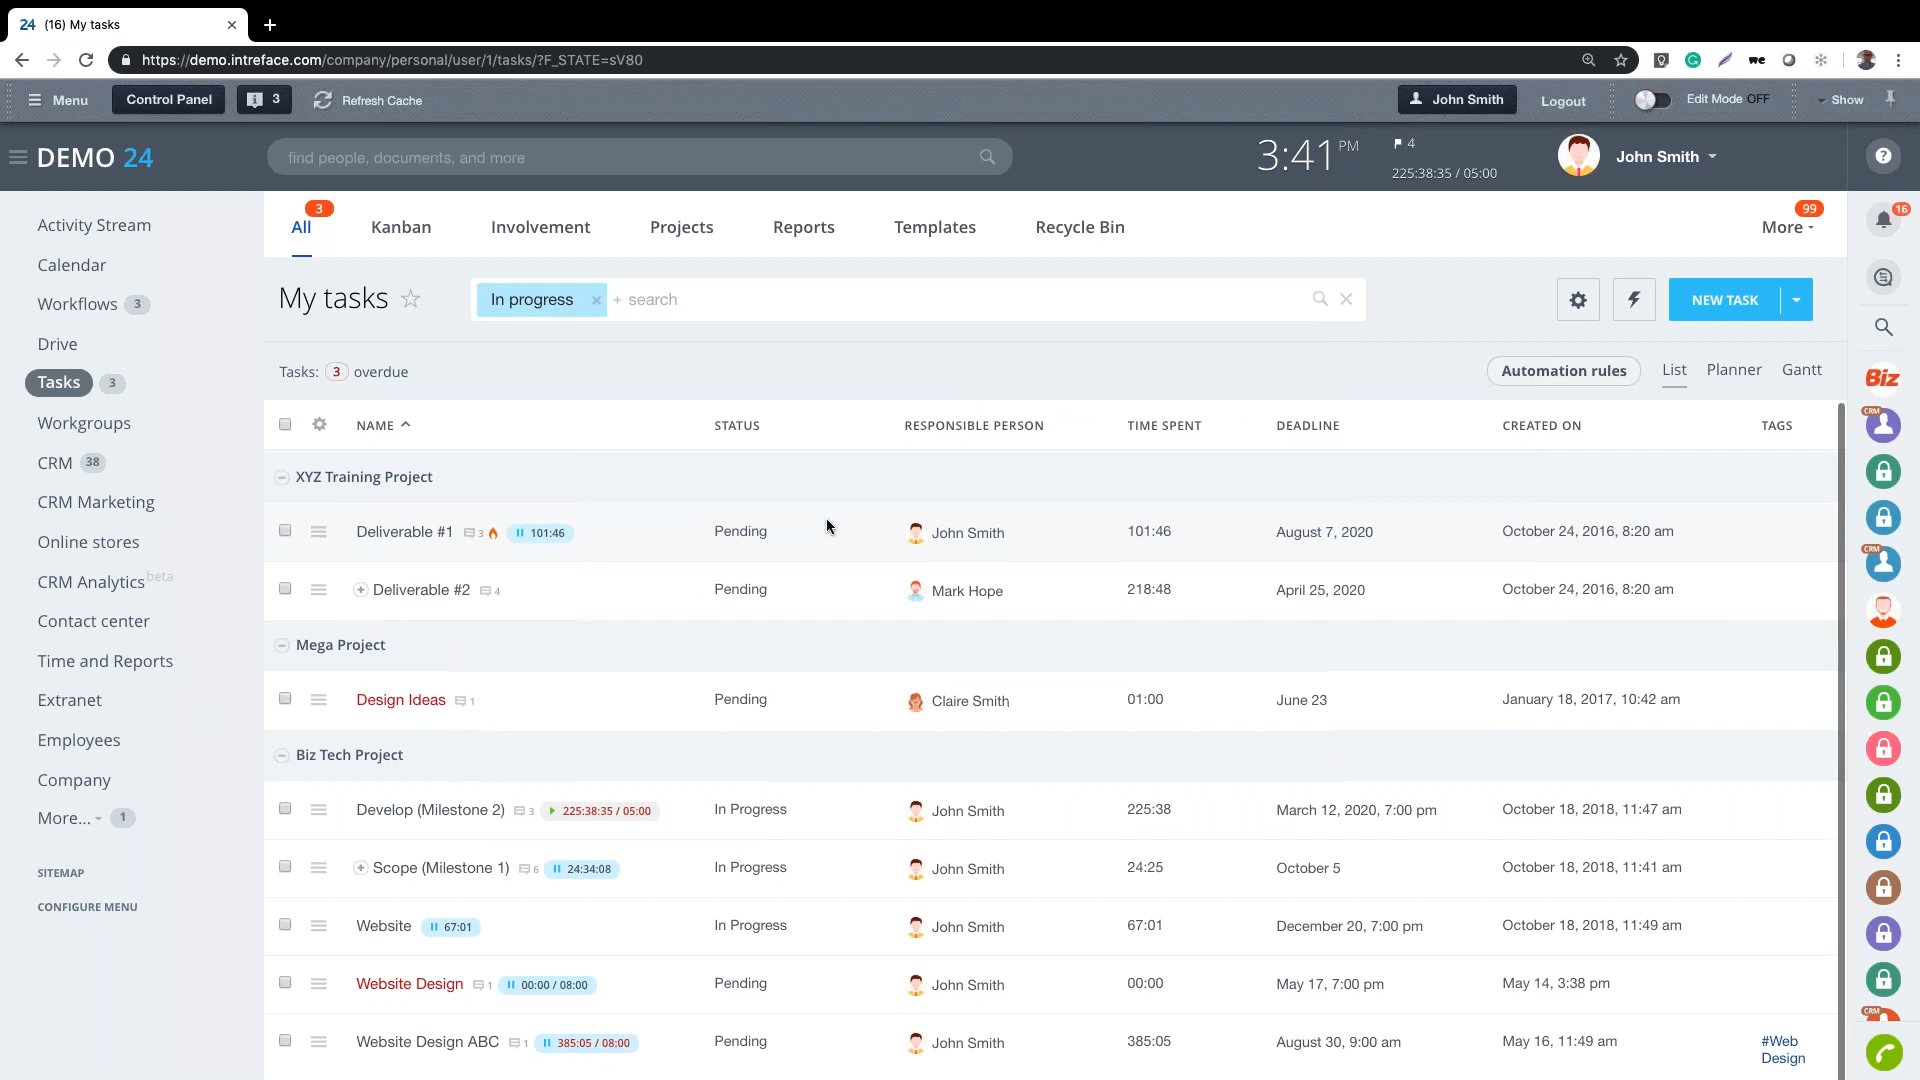 24 (16) My tasks
https://demo.intreface.com/company/personal/user/1/tasks/?F_STATE=sV80
Menu Control Panel 3 Refresh Cache John Smith Logout Edit Mode OFF Show
DEMO 24 find people, documents, and more 3:41 PM 4 225:38:35 / 05:00 John Smith
Activity Stream
Calendar
Workflows 3
Drive
Tasks 3
Workgroups
CRM 38
CRM Marketing
Online stores
CRM Analytics beta
Contact center
Time and Reports
Extranet
Employees
Company
More... 1
SITEMAP
CONFIGURE MENU
3 99
All Kanban Involvement Projects Reports Templates Recycle Bin More
My tasks In progress × + search NEW TASK
Tasks: 3 overdue Automation rules List Planner Gantt
NAME STATUS RESPONSIBLE PERSON TIME SPENT DEADLINE CREATED ON TAGS
XYZ Training Project
Deliverable #1 3 101:46 Pending John Smith 101:46 August 7, 2020 October 24, 2016, 8:20 am
Deliverable #2 4 Pending Mark Hope 218:48 April 25, 2020 October 24, 2016, 8:20 am
Mega Project
Design Ideas 1 Pending Claire Smith 01:00 June 23 January 18, 2017, 10:42 am
Biz Tech Project
Develop (Milestone 2) 3 225:38:35 / 05:00 In Progress John Smith 225:38 March 12, 2020, 7:00 pm October 18, 2018, 11:47 am
Scope (Milestone 1) 6 24:34:08 In Progress John Smith 24:25 October 5 October 18, 2018, 11:41 am
Website 67:01 In Progress John Smith 67:01 December 20, 7:00 pm October 18, 2018, 11:49 am
Website Design 1 00:00 / 08:00 Pending John Smith 00:00 May 17, 7:00 pm May 14, 3:38 pm
Website Design ABC 1 385:05 / 08:00 Pending John Smith 385:05 August 30, 9:00 am May 16, 11:49 am #Web
Design
16
Biz
CRM
CRM
CRM